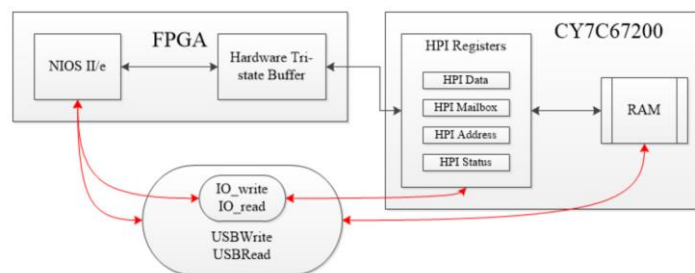 FPGA
NIOS II/e
Hardware Tri-
state Buffer
CY7C67200
HPI Registers
HPI Data
HPI Mailbox
HPI Address
HPI Status
RAM
IO_write
IO_read
USBWrite
USBRead